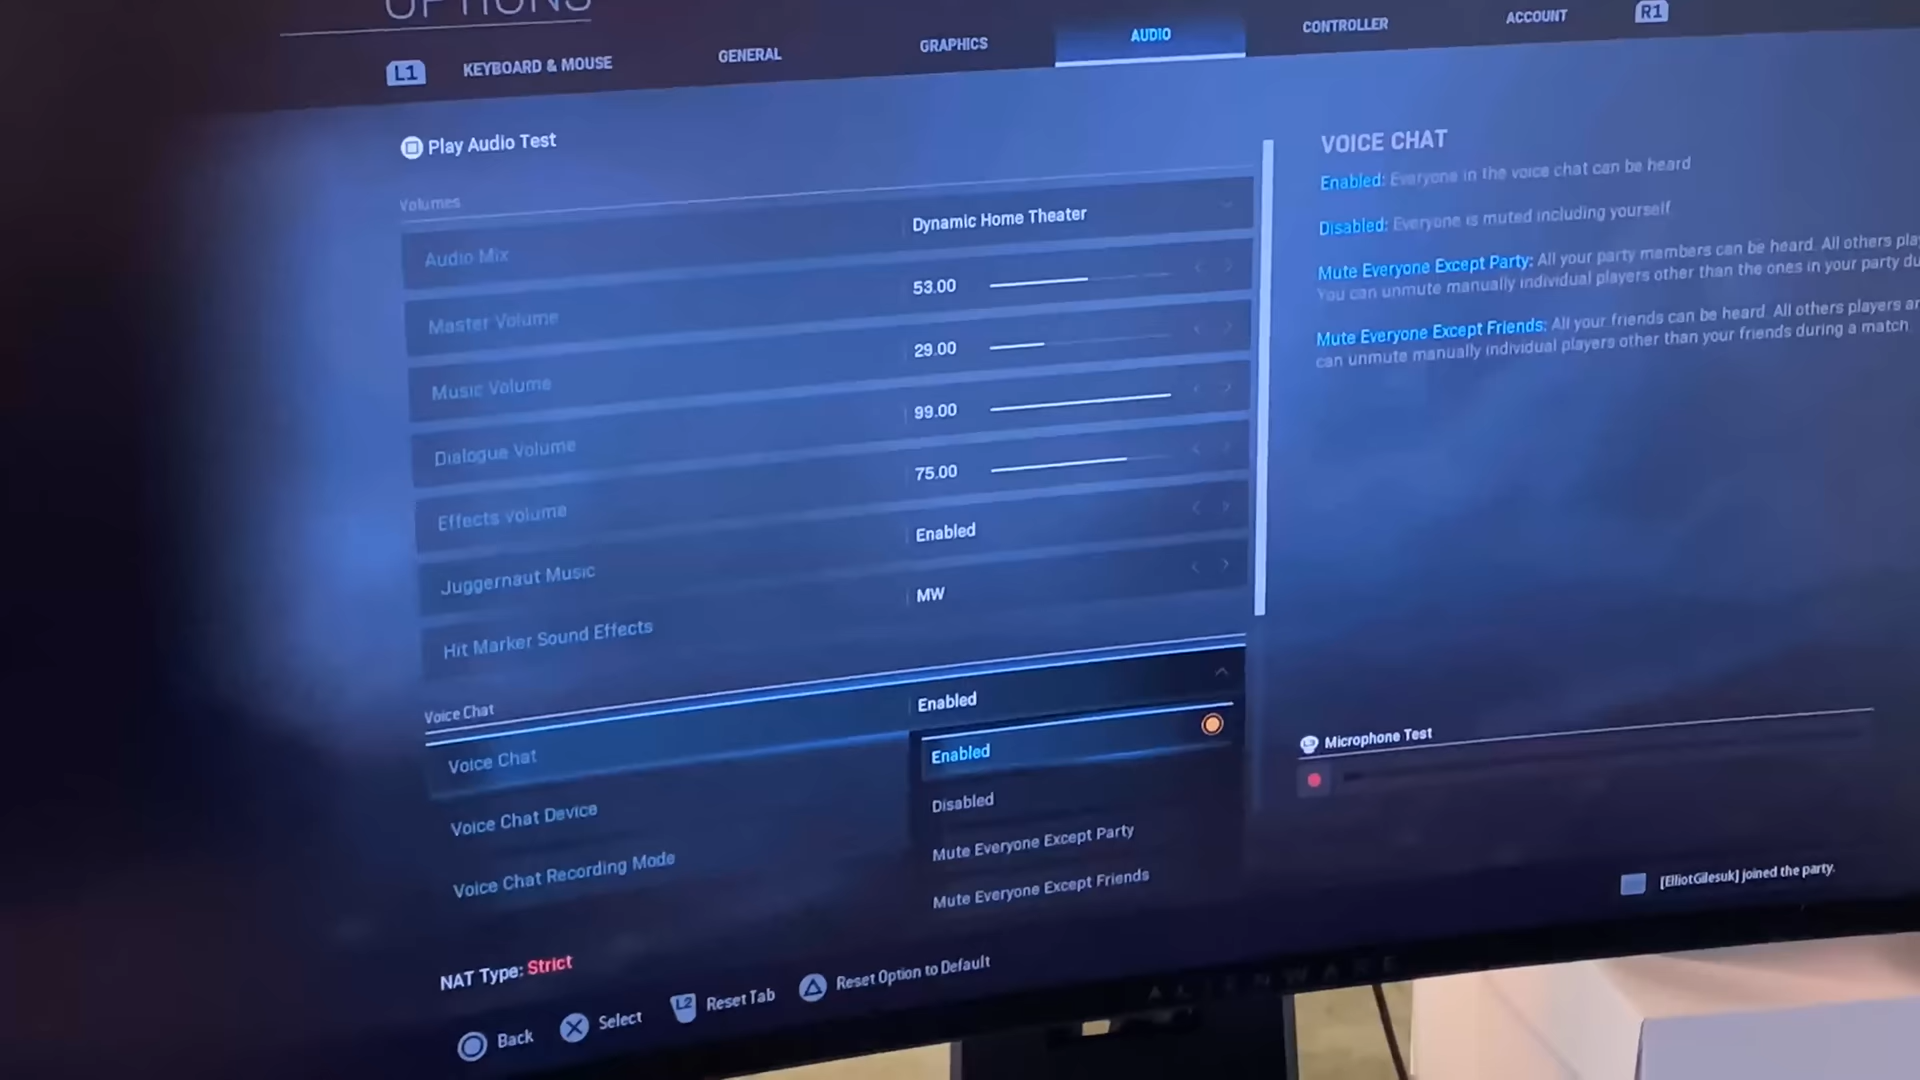 OPTIONS
L1 KEYBOARD & MOUSE GENERAL GRAPHICS AUDIO CONTROLLER ACCOUNT R1
Play Audio Test
Volumes
Audio Mix Dynamic Home Theater
Master Volume 53.00
Music Volume 29.00
Dialogue Volume 99.00
Effects volume 75.00
Juggernaut Music Enabled
Hit Marker Sound Effects MW
Voice Chat
Voice Chat Enabled
Enabled
Voice Chat Device Disabled
Mute Everyone Except Party
Voice Chat Recording Mode
Mute Everyone Except Friends
VOICE CHAT
Enabled: Everyone in the voice chat can be heard
Disabled: Everyone is muted including yourself
Mute Everyone Except Party: All your party members can be heard. All others
You can unmute manually individual players other than the ones in your party
Mute Everyone Except Friends: All your friends can be heard. All others players
can unmute manually individual players other than your friends during a match
Microphone Test
[ElliotGilesuk] joined the party.
NAT Type: Strict
Back Select L2 Reset Tab Reset Option to Default
ALIENWARE